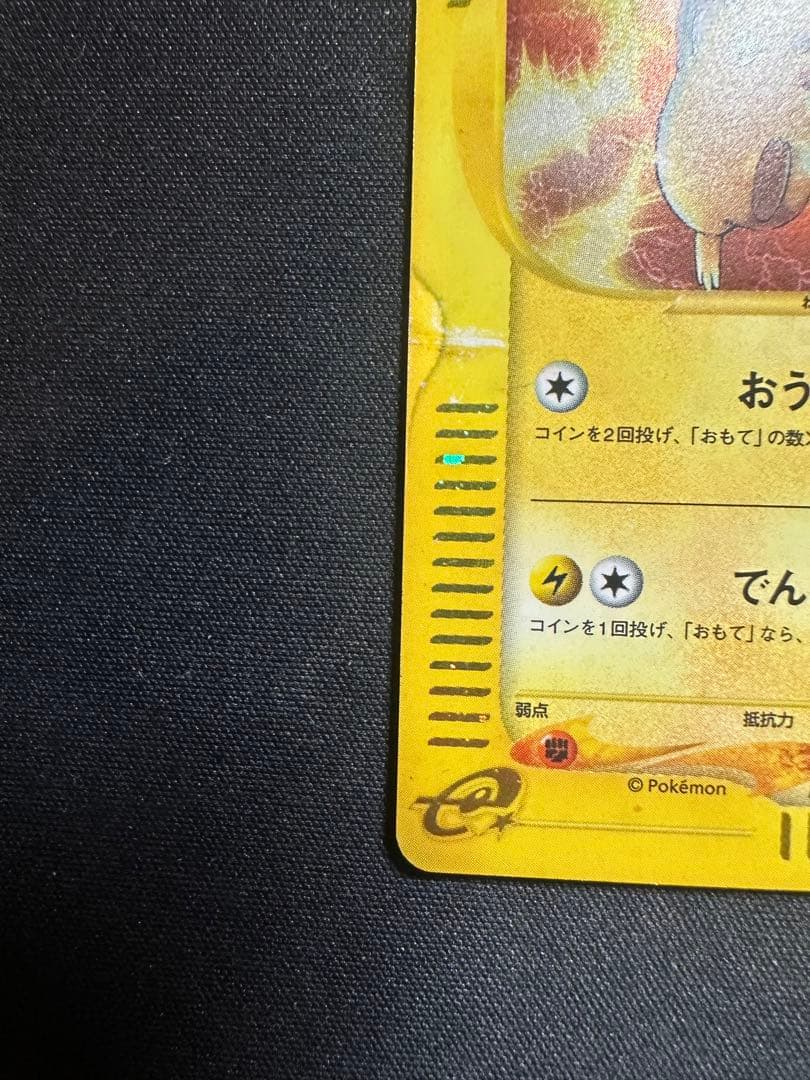 おう
コインを2回投げ、「おもて」の数
でん
コインを1回投げ、「おもて」なら、
弱点
抵抗力
© Pokémon
e